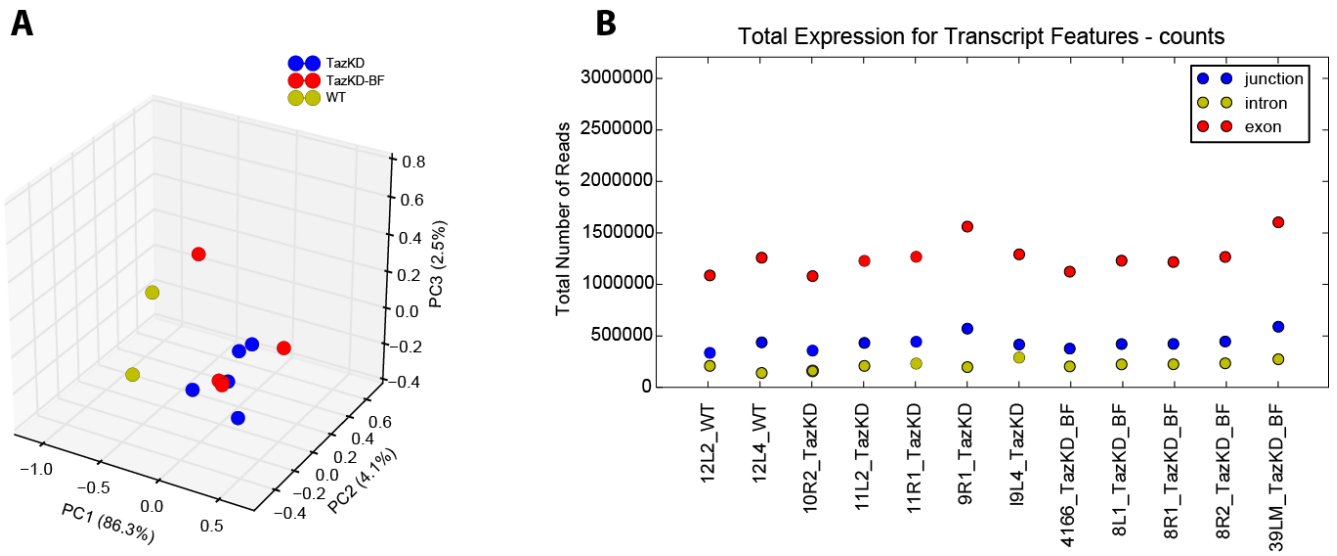 A
TazKD
TazKD-BF
WT
0.8
0.6
0.4
0.2
0.0
−0.2
−0.4
PC3 (2.5%)
0.6
0.4
0.2
0.0
−0.2
−0.4
PC2 (4.1%)
−1.0
−0.5
0.0
0.5
PC1 (86.3%)
B
Total Expression for Transcript Features - counts
junction
intron
exon
Total Number of Reads
3000000
2500000
2000000
1500000
1000000
500000
0
12L2_WT
12L4_WT
10R2_TazKD
11L2_TazKD
11R1_TazKD
9R1_TazKD
I9L4_TazKD
4166_TazKD_BF
8L1_TazKD_BF
8R1_TazKD_BF
8R2_TazKD_BF
39LM_TazKD_BF